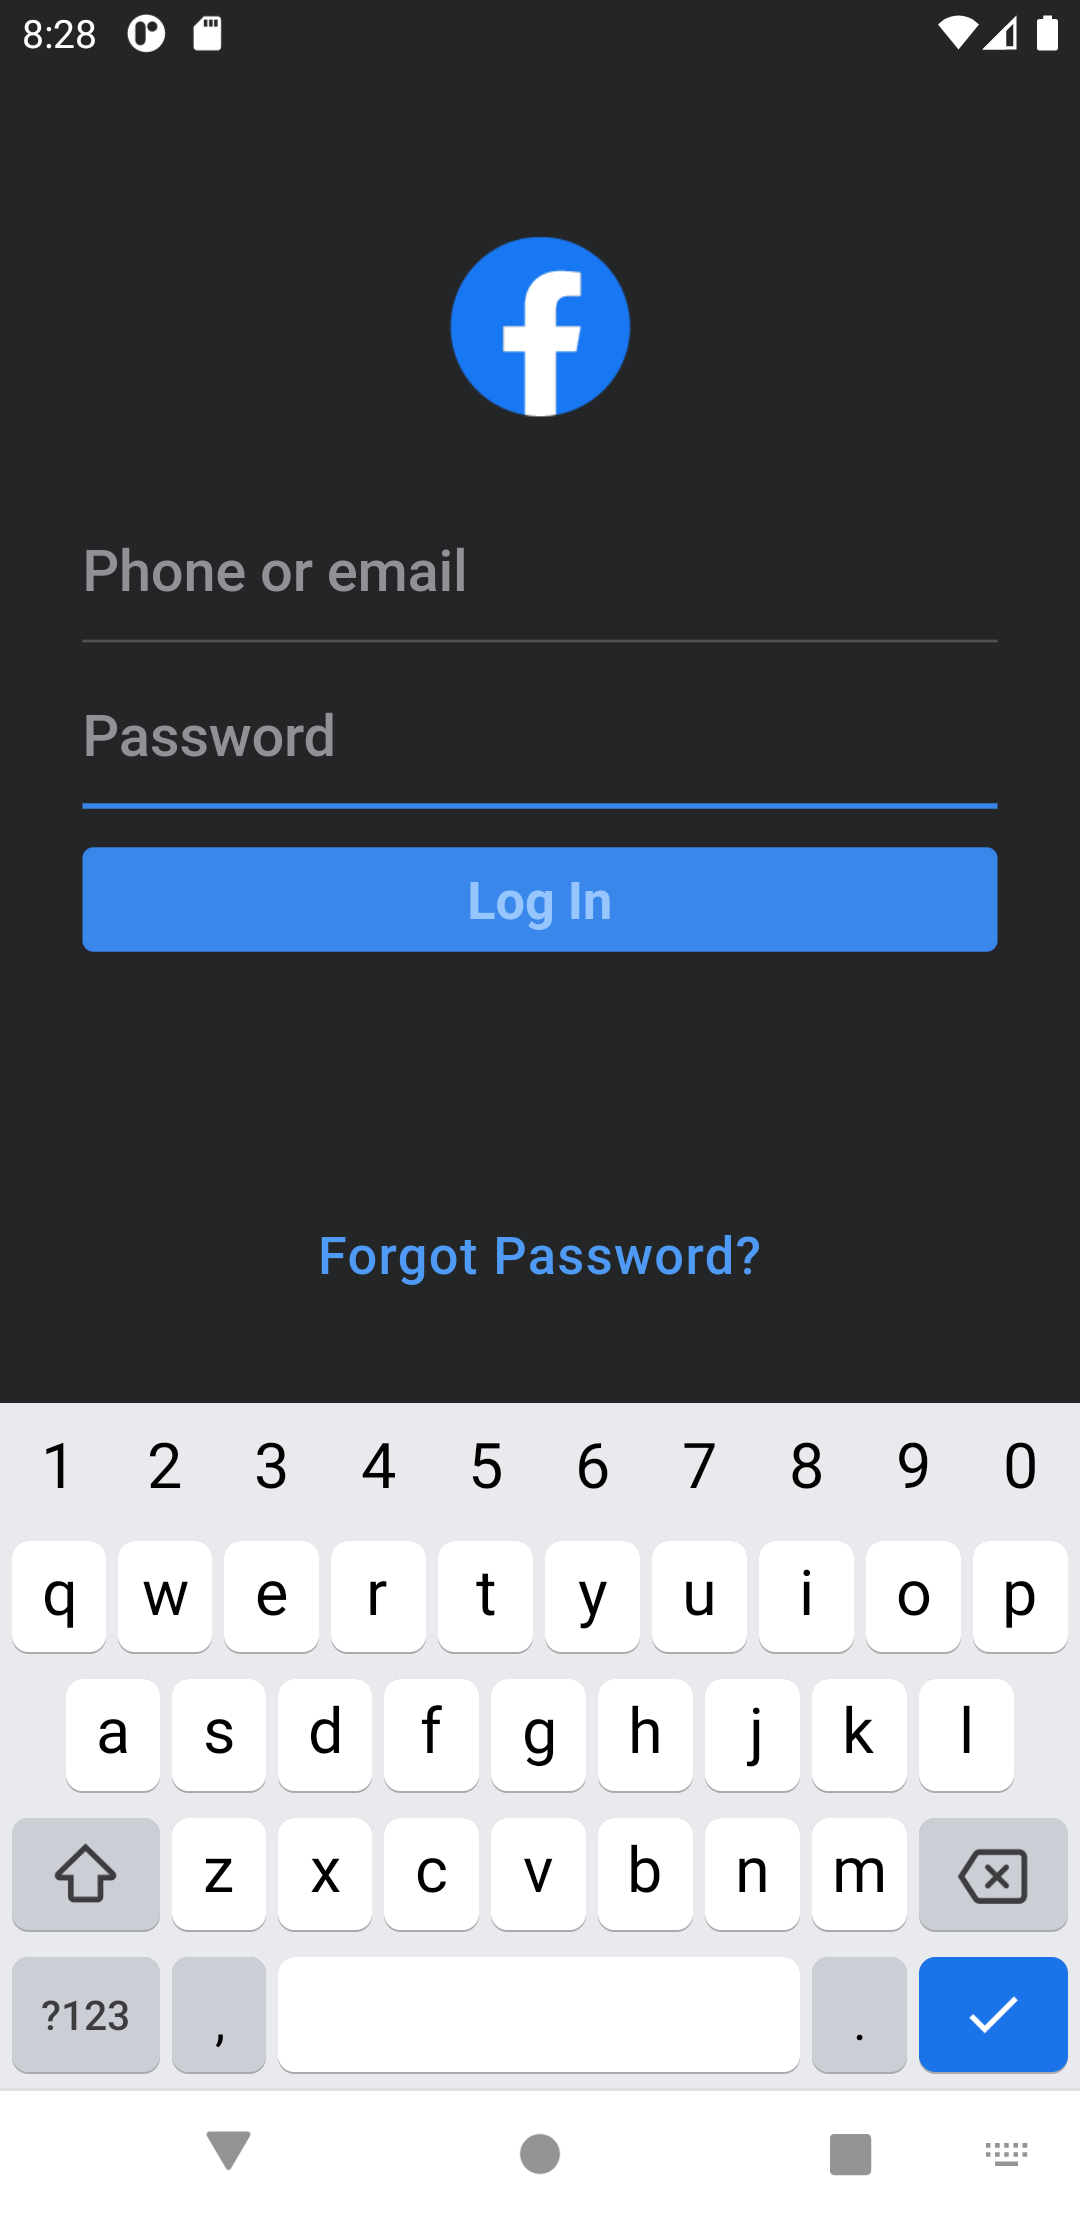 8:28
Phone or email
Password
Log In
Forgot Password?
1 2 3 4 5 6 7 8 9 0
q w e r t y u i o p
a s d f g h j k l
z x c v b n m
?123 , .